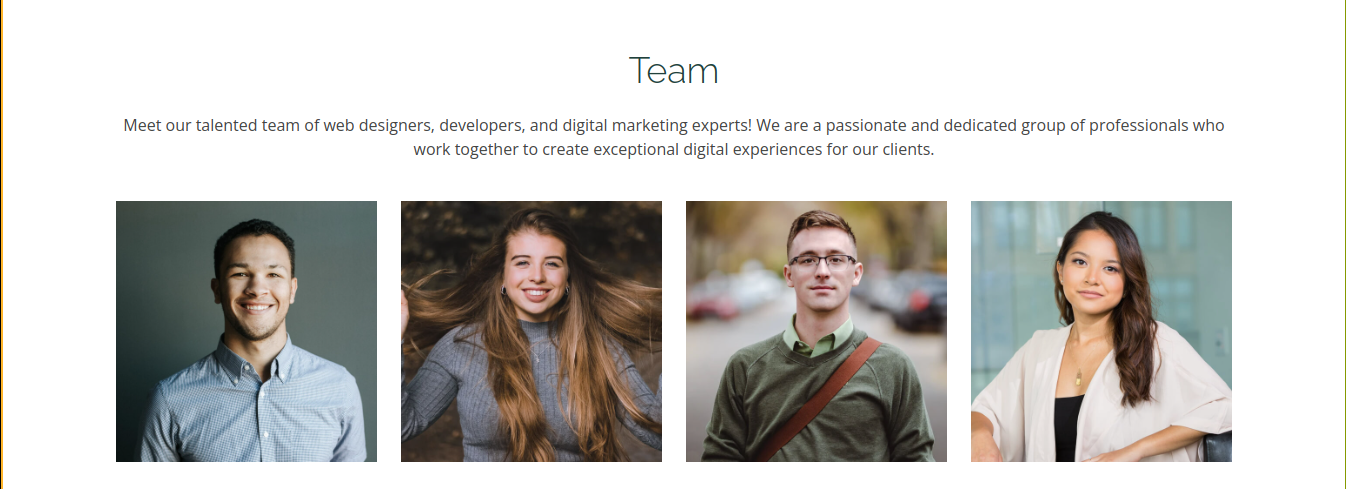 Team
Meet our talented team of web designers, developers, and digital marketing experts! We are a passionate and dedicated group of professionals who
work together to create exceptional digital experiences for our clients.